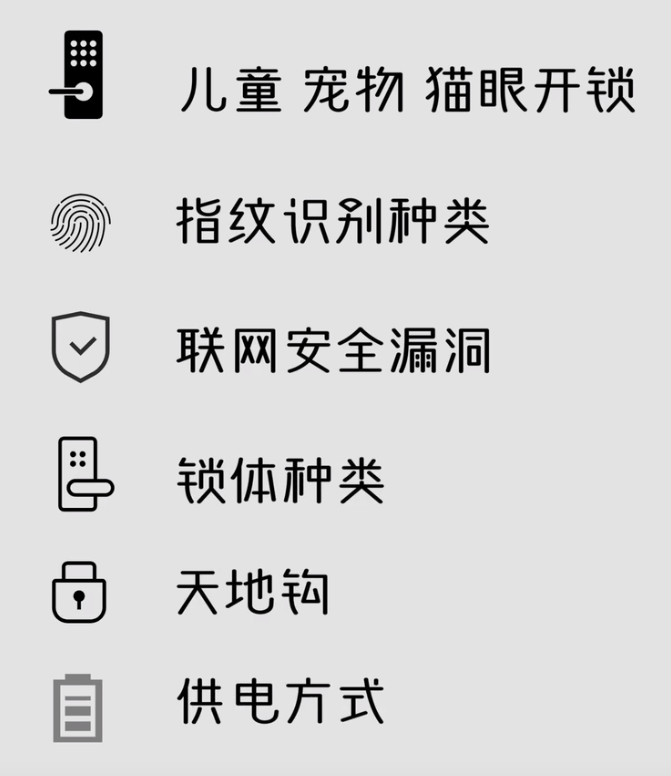 儿童 宠物 猫眼开锁
指纹识别种类
联网安全漏洞
锁体种类
天地钩
供电方式